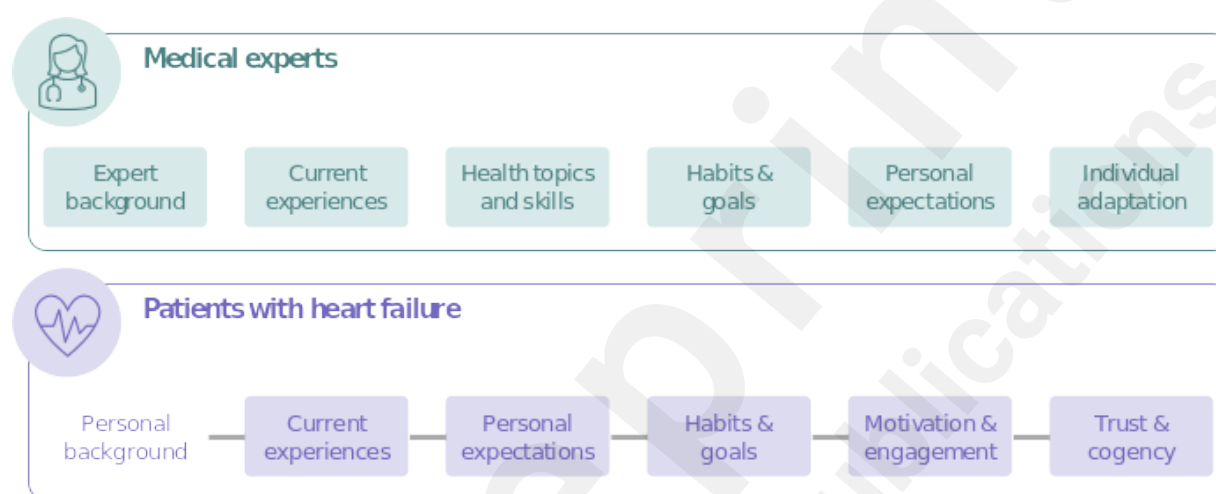 Medical experts
Expert
background
Current
experiences
Health topics
and skills
Habits &
goals
Personal
expectations
Individual
adaptation
Patients with heart failure
Personal
background
Current
experiences
Personal
expectations
Habits &
goals
Motivation &
engagement
Trust &
cogency